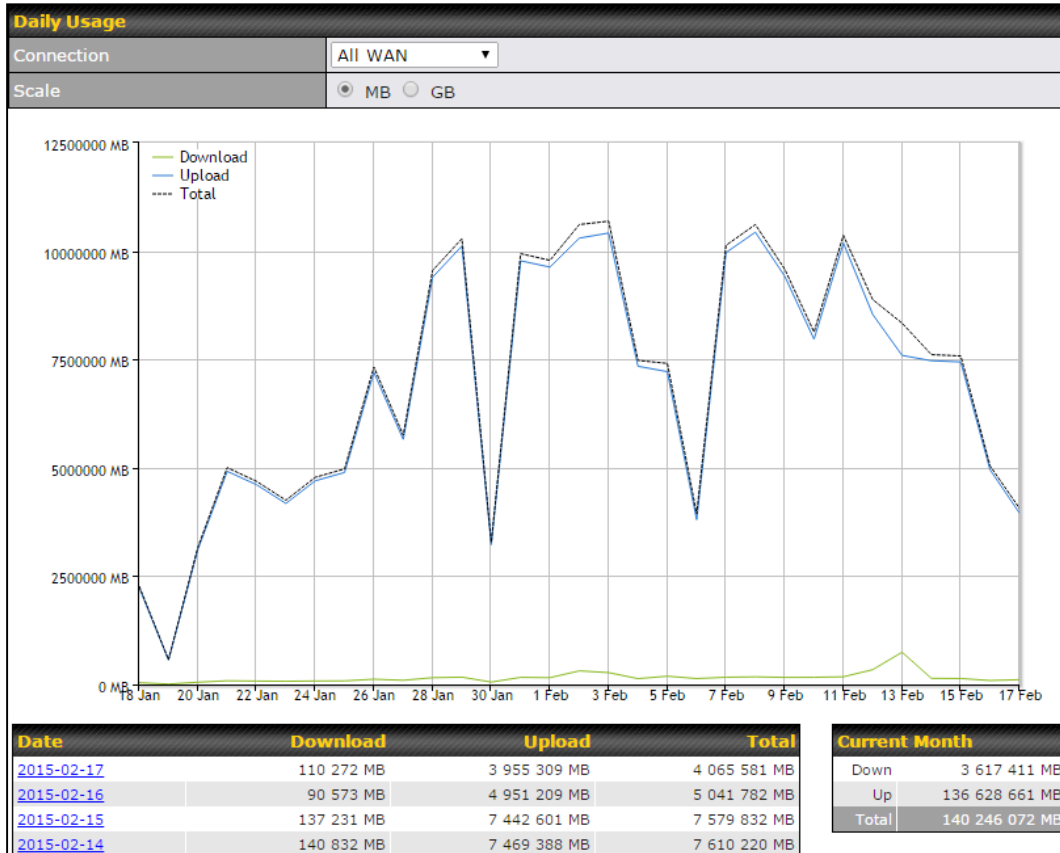 Daily Usage
Connection All WAN
Scale MB GB
12500000 MB
Download
Upload
Total
10000000 MB
7500000 MB
5000000 MB
2500000 MB
0 MB
18 Jan 20 Jan 22 Jan 24 Jan 26 Jan 28 Jan 30 Jan 1 Feb 3 Feb 5 Feb 7 Feb 9 Feb 11 Feb 13 Feb 15 Feb 17 Feb
Date Download Upload Total
2015-02-17 110 272 MB 3 955 309 MB 4 065 581 MB
2015-02-16 90 573 MB 4 951 209 MB 5 041 782 MB
2015-02-15 137 231 MB 7 442 601 MB 7 579 832 MB
2015-02-14 140 832 MB 7 469 388 MB 7 610 220 MB
Current Month
Down 3 617 411 MB
Up 136 628 661 MB
Total 140 246 072 MB